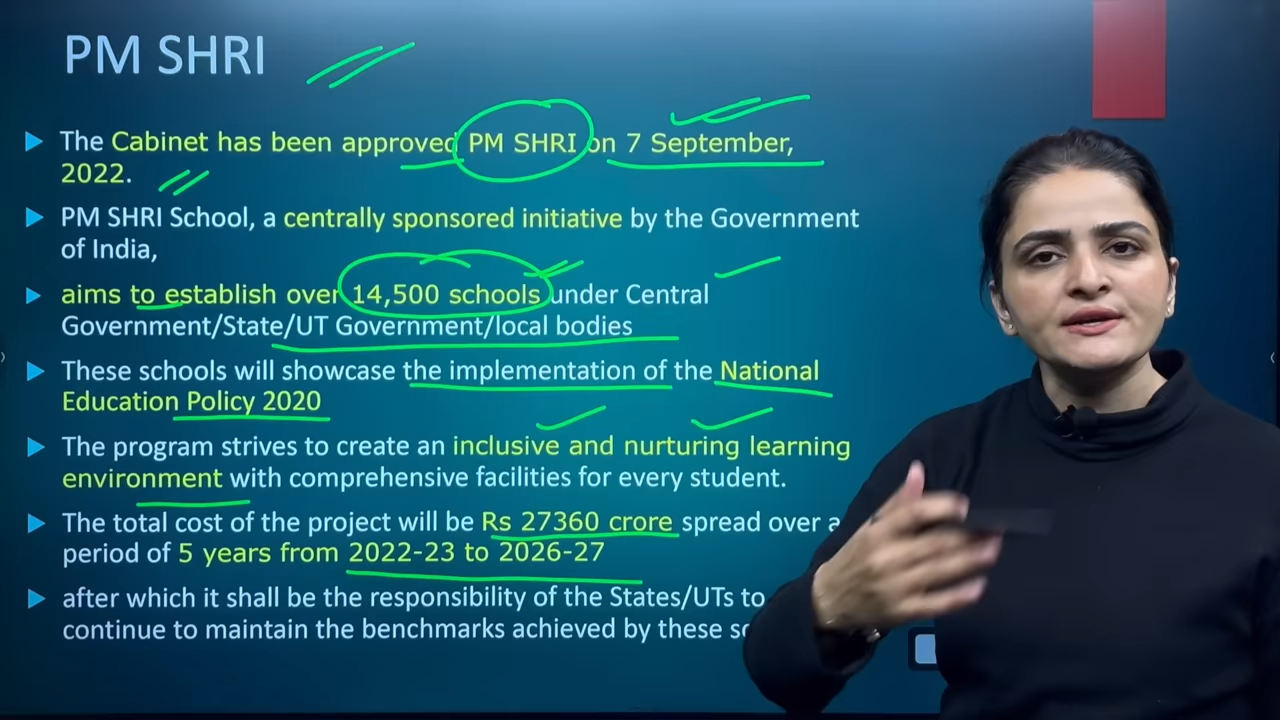 PM SHRI
The Cabinet has been approved PM SHRI on 7 September,
2022.
PM SHRI School, a centrally sponsored initiative by the Government
of India,
aims to establish over 14,500 schools under Central
Government/State/UT Government/local bodies
These schools will showcase the implementation of the National
Education Policy 2020
The program strives to create an inclusive and nurturing learning
environment with comprehensive facilities for every student.
The total cost of the project will be Rs 27360 crore spread over a
period of 5 years from 2022-23 to 2026-27
after which it shall be the responsibility of the States/UTs to
continue to maintain the benchmarks achieved by these